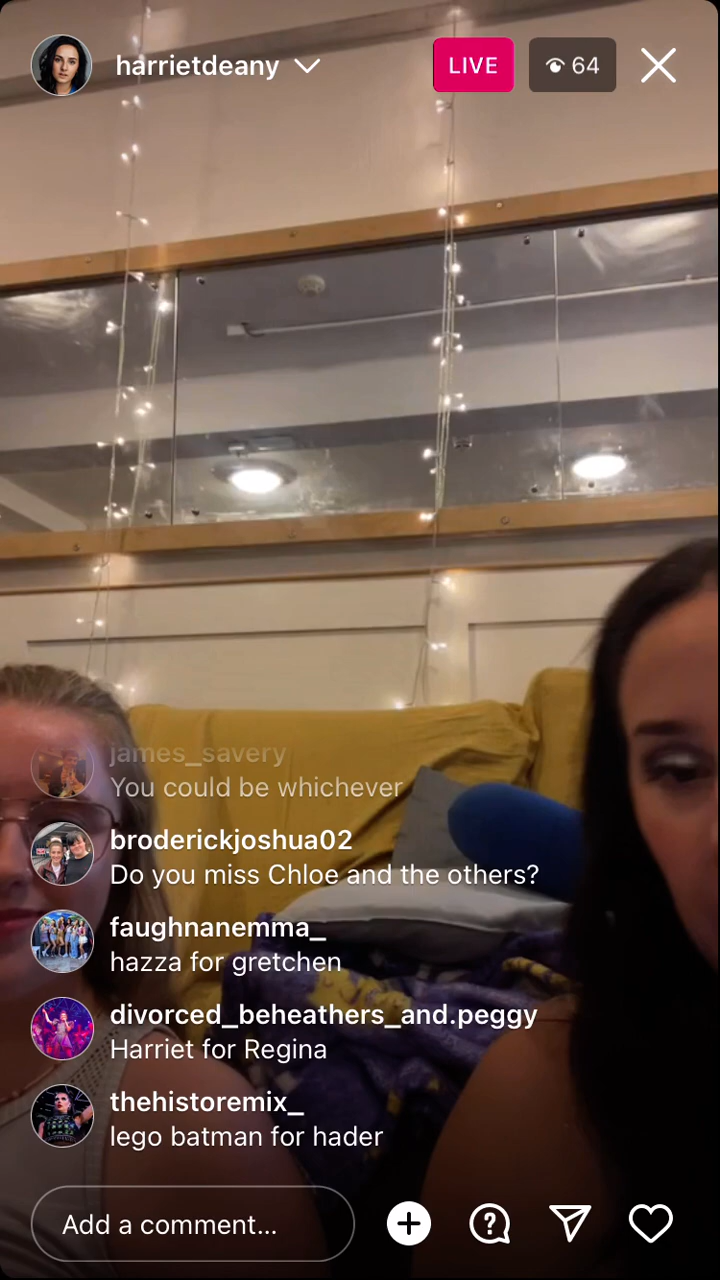 harrietdeany
LIVE
64
james_savery
You could be whichever
broderickjoshua02
Do you miss Chloe and the others?
faughnanemma_
hazza for gretchen
divorced_beheathers_and.peggy
Harriet for Regina
thehistoremix_
lego batman for hader
Add a comment...